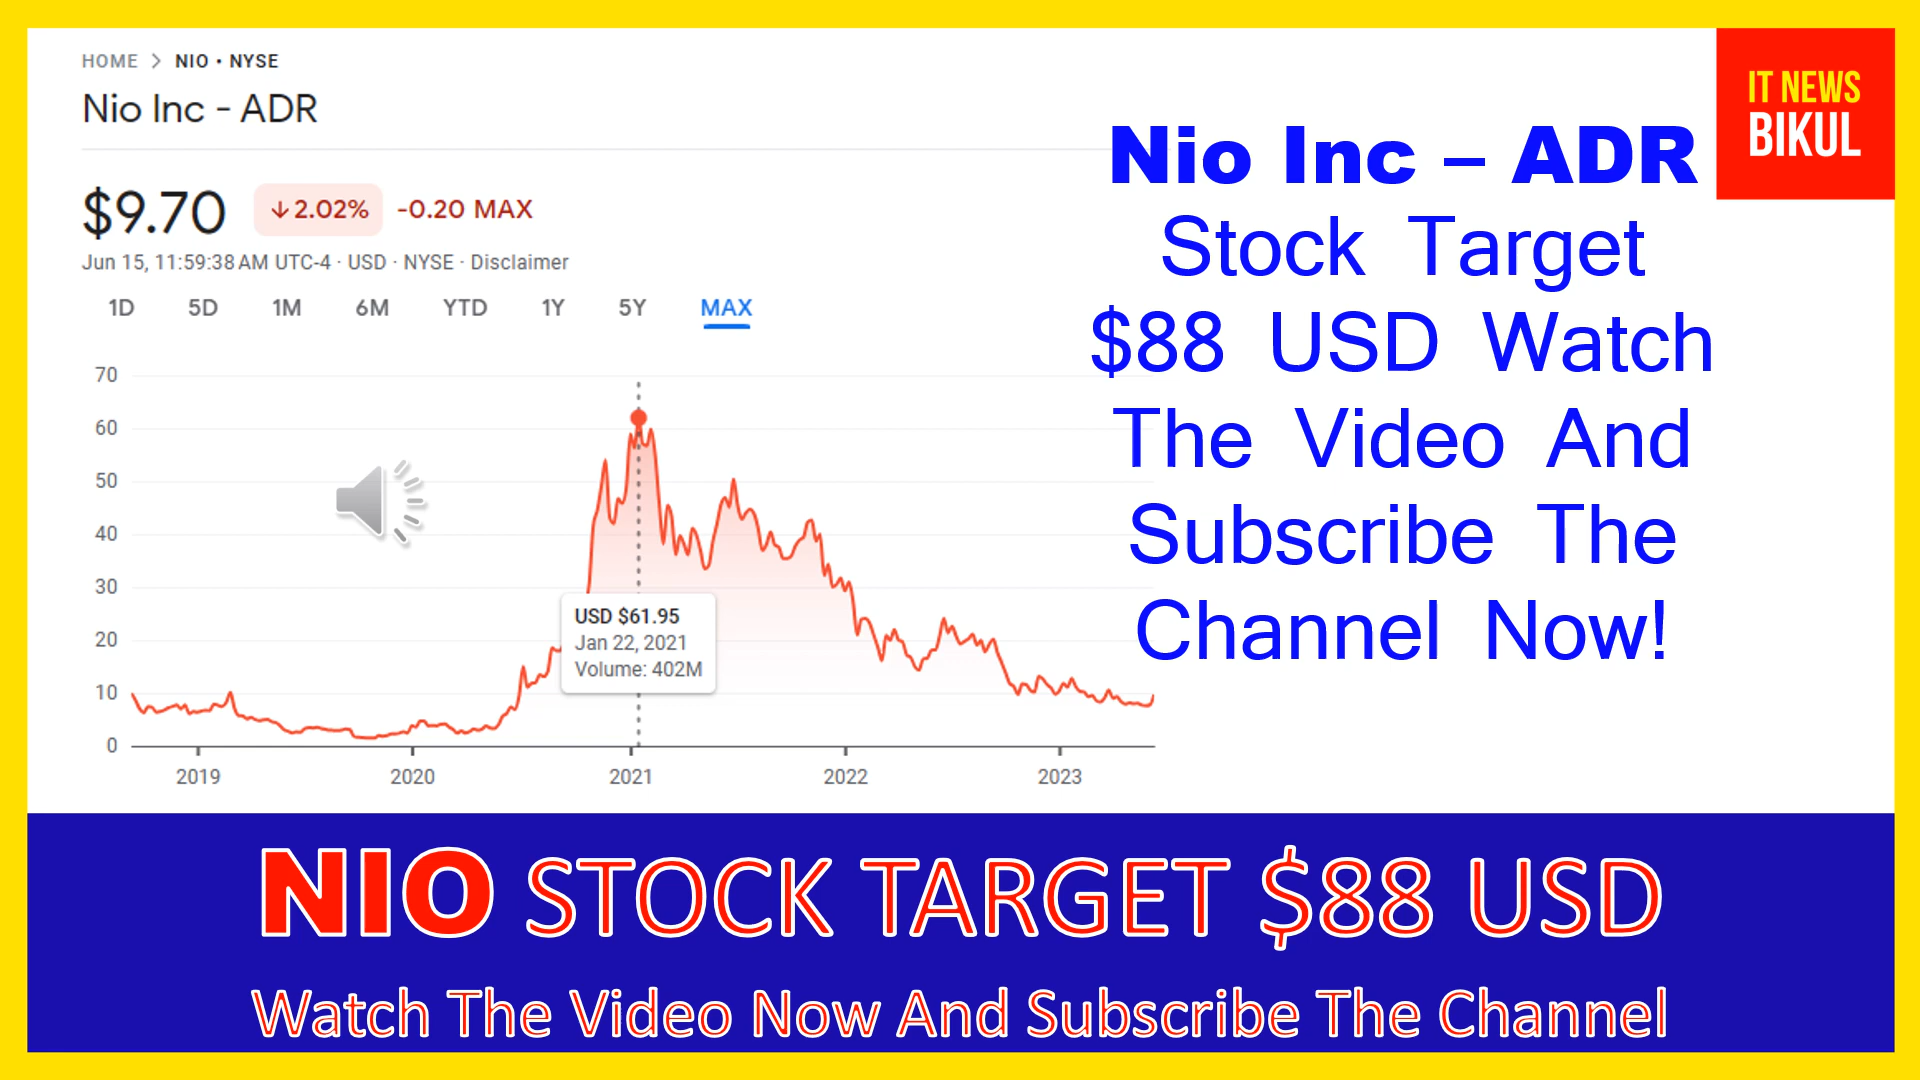 HOME > NIO • NYSE
Nio Inc - ADR
$9.70 ↓2.02% -0.20 MAX
Jun 15, 11:59:38 AM UTC-4 · USD · NYSE · Disclaimer
1D 5D 1M 6M YTD 1Y 5Y MAX
70
60
50
40
30
20
10
0
USD $61.95
Jan 22, 2021
Volume: 402M
2019 2020 2021 2022 2023
Nio Inc – ADR
Stock Target
$88 USD Watch
The Video And
Subscribe The
Channel Now!
IT NEWS
BIKUL
NIO STOCK TARGET $88 USD
Watch The Video Now And Subscribe The Channel